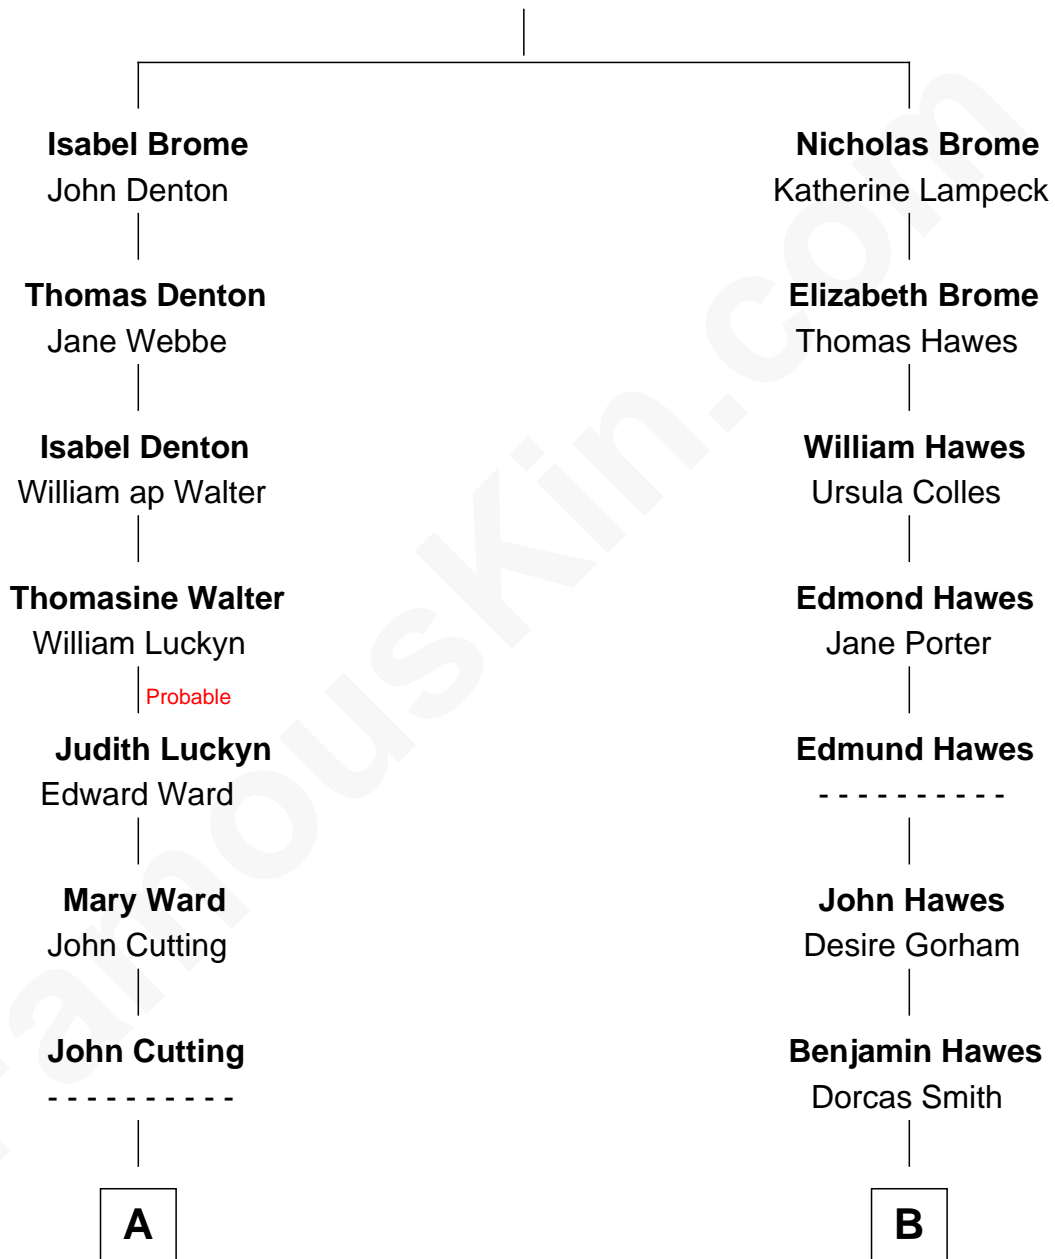 Isabel Brome
John Denton
Nicholas Brome
Katherine Lampeck
Thomas Denton
Jane Webbe
Elizabeth Brome
Thomas Hawes
Isabel Denton
William ap Walter
William Hawes
Ursula Colles
Thomasine Walter
William Luckyn
Edmond Hawes
Jane Porter
Probable
Judith Luckyn
Edward Ward
Edmund Hawes
- - - - - - - - - -
Mary Ward
John Cutting
John Hawes
Desire Gorham
John Cutting
- - - - - - - - - -
Benjamin Hawes
Dorcas Smith
A
B
FamousKin.com